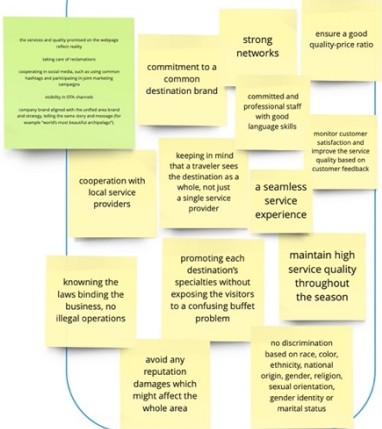 the services and quality promised on the webpage
reflect reality
taking care of reclamations
cooperating in social media, such as using common
hashtags and participating in joint marketing
campaigns
visibility in OTA channels
company brand aligned with the unified area brand
and strategy, telling the same story and message (for
example "world's most beautiful archipelago")
commitment to a
common
destination brand
strong
networks
ensure a good
quality-price ratio
committed and
professional staff
with good
language skills
monitor customer
satisfaction and
improve the service
quality based on
customer feedback
cooperation with
local service
providers
keeping in mind
that a traveler sees
the destination as a
whole, not just
a single service
provider
a seamless
service
experience
knowning the
laws binding the
business, no
illegal operations
promoting each
destination's
specialties without
exposing the visitors
to a confusing buffet
problem
maintain high
service quality
throughout
the season
avoid any
reputation
damages which
might affect the
whole area
no discrimination
based on race, color,
ethnicity, national
origin, gender, religion,
sexual orientation,
gender identity or
marital status